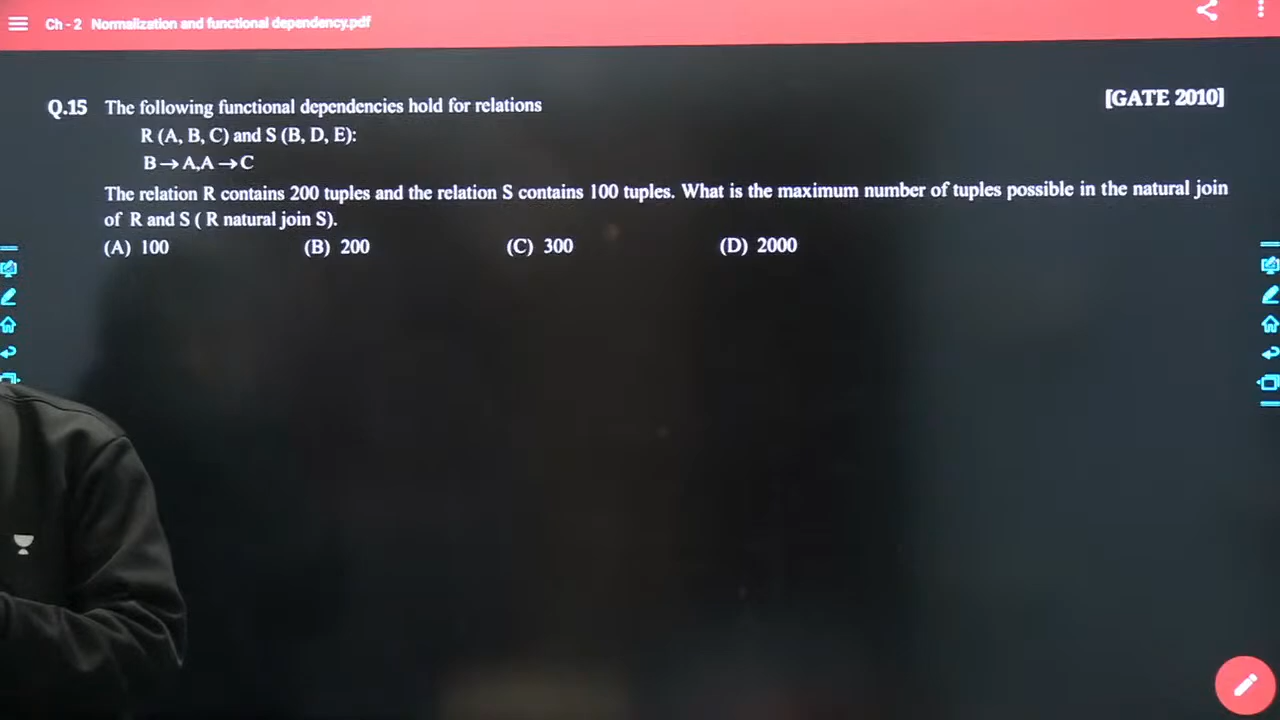 Ch - 2 Normalization and functional dependency.pdf
[GATE 2010]
Q.15 The following functional dependencies hold for relations
R (A, B, C) and S (B, D, E):
B → A,A → C
The relation R contains 200 tuples and the relation S contains 100 tuples. What is the maximum number of tuples possible in the natural join
of R and S ( R natural join S).
(A) 100 (B) 200 (C) 300 (D) 2000